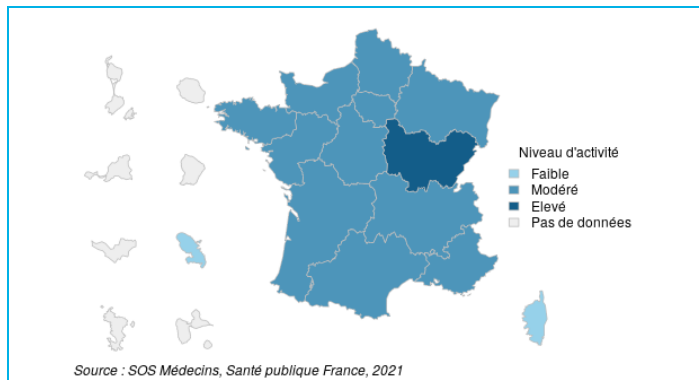 Niveau d'activité
Faible
Modéré
Elevé
Pas de données
Source : SOS Médecins, Santé publique France, 2021